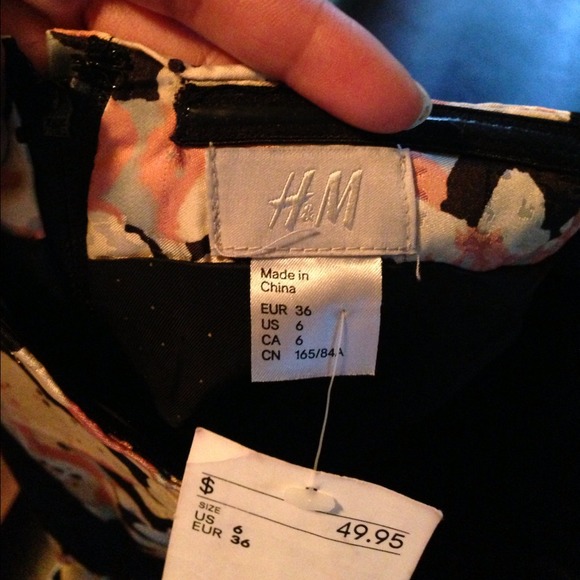 H&M
Made in
China
EUR 36
US 6
CA 6
CN 165/84A
$ 49.95
SIZE
US 6
EUR 36